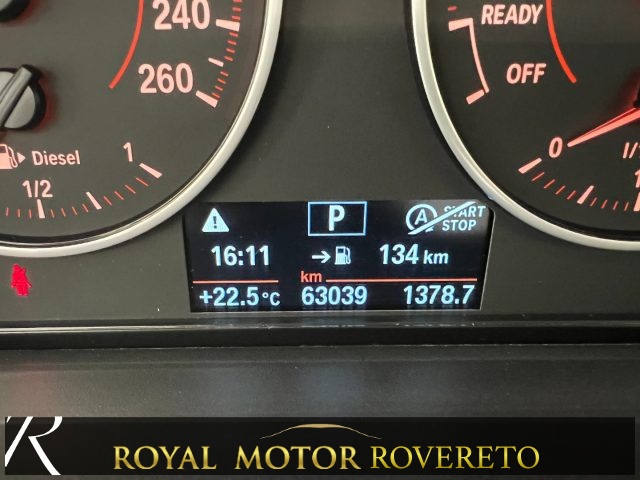 240
260
READY
OFF
Diesel
1/2
1
0
P
A START STOP
16:11
134 km
km
+22.5°C
63039
1378.7
R
ROYAL MOTOR ROVERETO